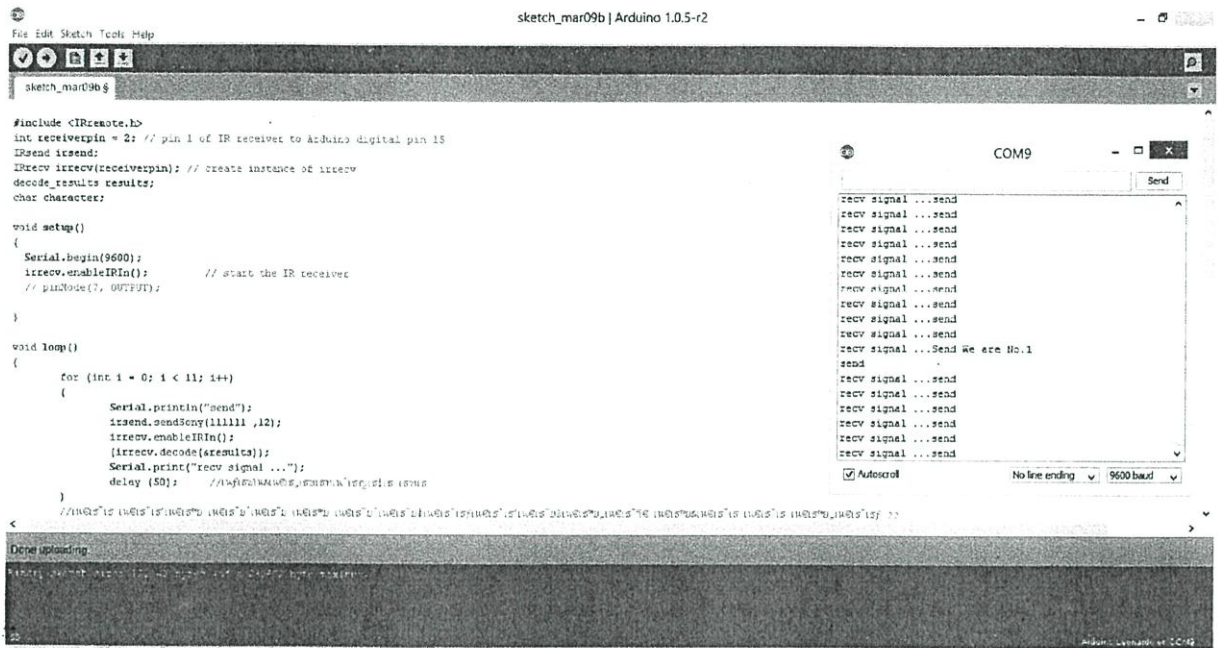 sketch_mar09b | Arduino 1.0.5-r2
File Edit Sketch Tools Help
sketch_mar09b §
#include <IRremote.h>
int receiverpin = 2; // pin 1 of IR receiver to Arduino digital pin 15
IRsend irsend;
IRrecv irrecv(receiverpin); // create instance of irrecv
decode_results results;
char character;
void setup()
{
Serial.begin(9600);
irrecv.enableIRIn(); // start the IR receiver
// pinMode(7, OUTPUT);
}
void loop()
{
for (int i = 0; i < 11; i++)
{
Serial.println("send");
irsend.sendSony(111111 ,12);
irrecv.enableIRIn();
(irrecv.decode(&results));
Serial.print("recv signal ...");
delay (50); //
}
//
COM9
Send
recv signal ...send
recv signal ...send
recv signal ...send
recv signal ...send
recv signal ...send
recv signal ...send
recv signal ...send
recv signal ...send
recv signal ...send
recv signal ...send
recv signal ...Send We are No.1
send
recv signal ...send
recv signal ...send
recv signal ...send
recv signal ...send
recv signal ...send
recv signal ...send
Autoscroll
No line ending
9600 baud
Done uploading
Arduino Leonardo on COM9